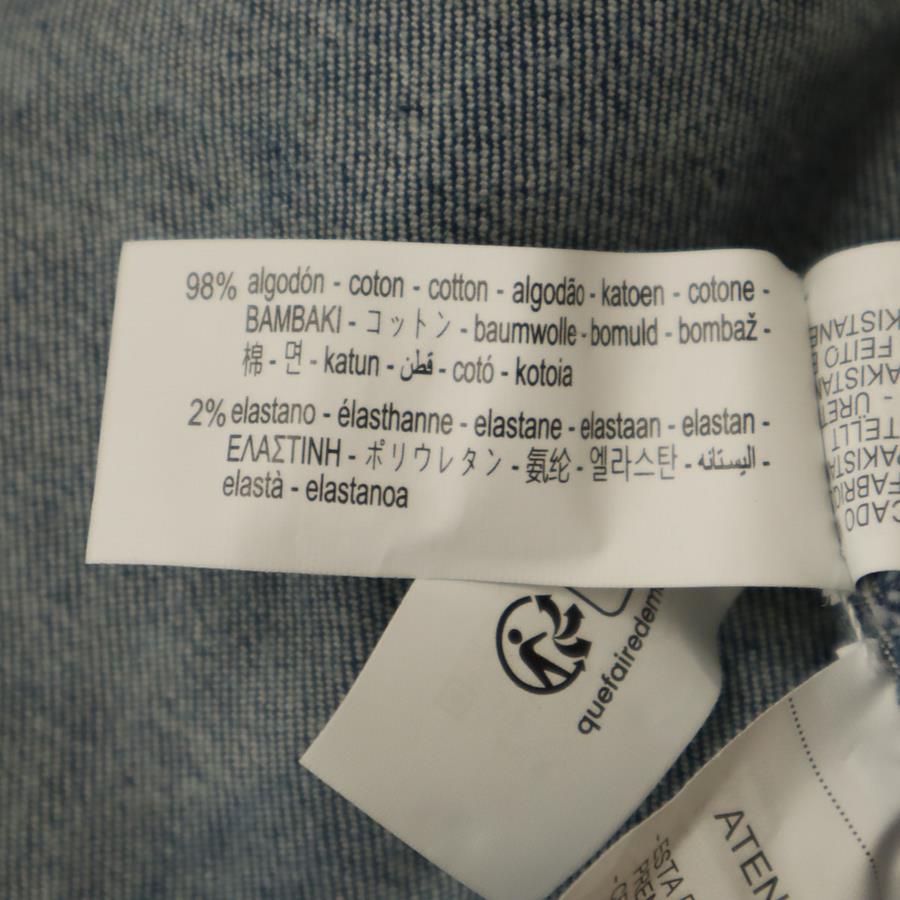 98% algodón - coton - cotton - algodão - katoen - cotone -
BAMBAKI - コットン - baumwolle - bomuld - bombaž -
棉 - 면 - katun - قطن - cotó - kotoia
2% elastano - élasthanne - elastane - elastaan - elastan -
ΕΛΑΣΤΙΝΗ - ポリウレタン - 氨纶 - 엘라스탄 - اليستانه -
elastà - elastanoa
quefairedem
ATEN
-ESTA